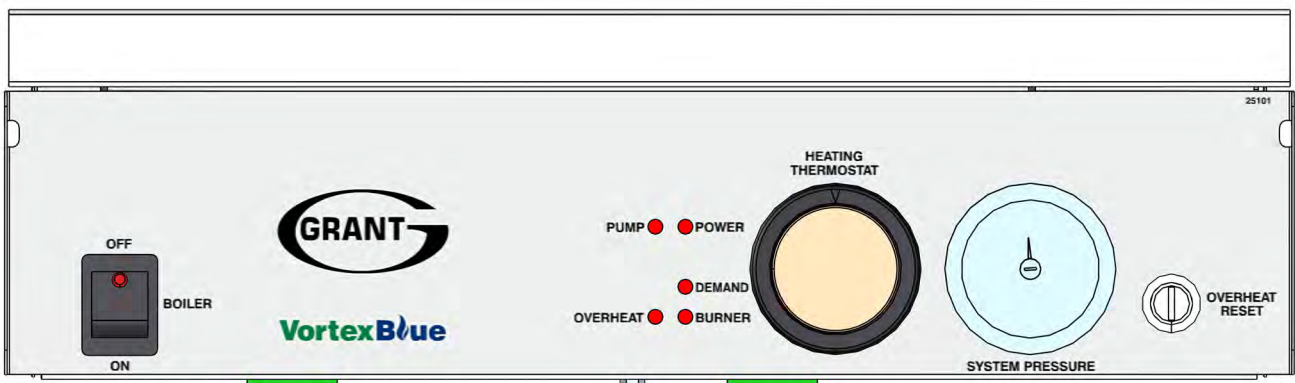 25101
HEATING
THERMOSTAT
GRANT
PUMP POWER
OFF
DEMAND
BOILER
OVERHEAT
RESET
VortexBlue
OVERHEAT BURNER
ON
SYSTEM PRESSURE